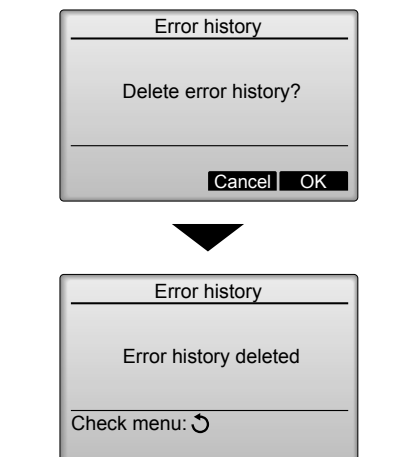 Error history
Delete error history?
Cancel OK
Error history
Error history deleted
Check menu: